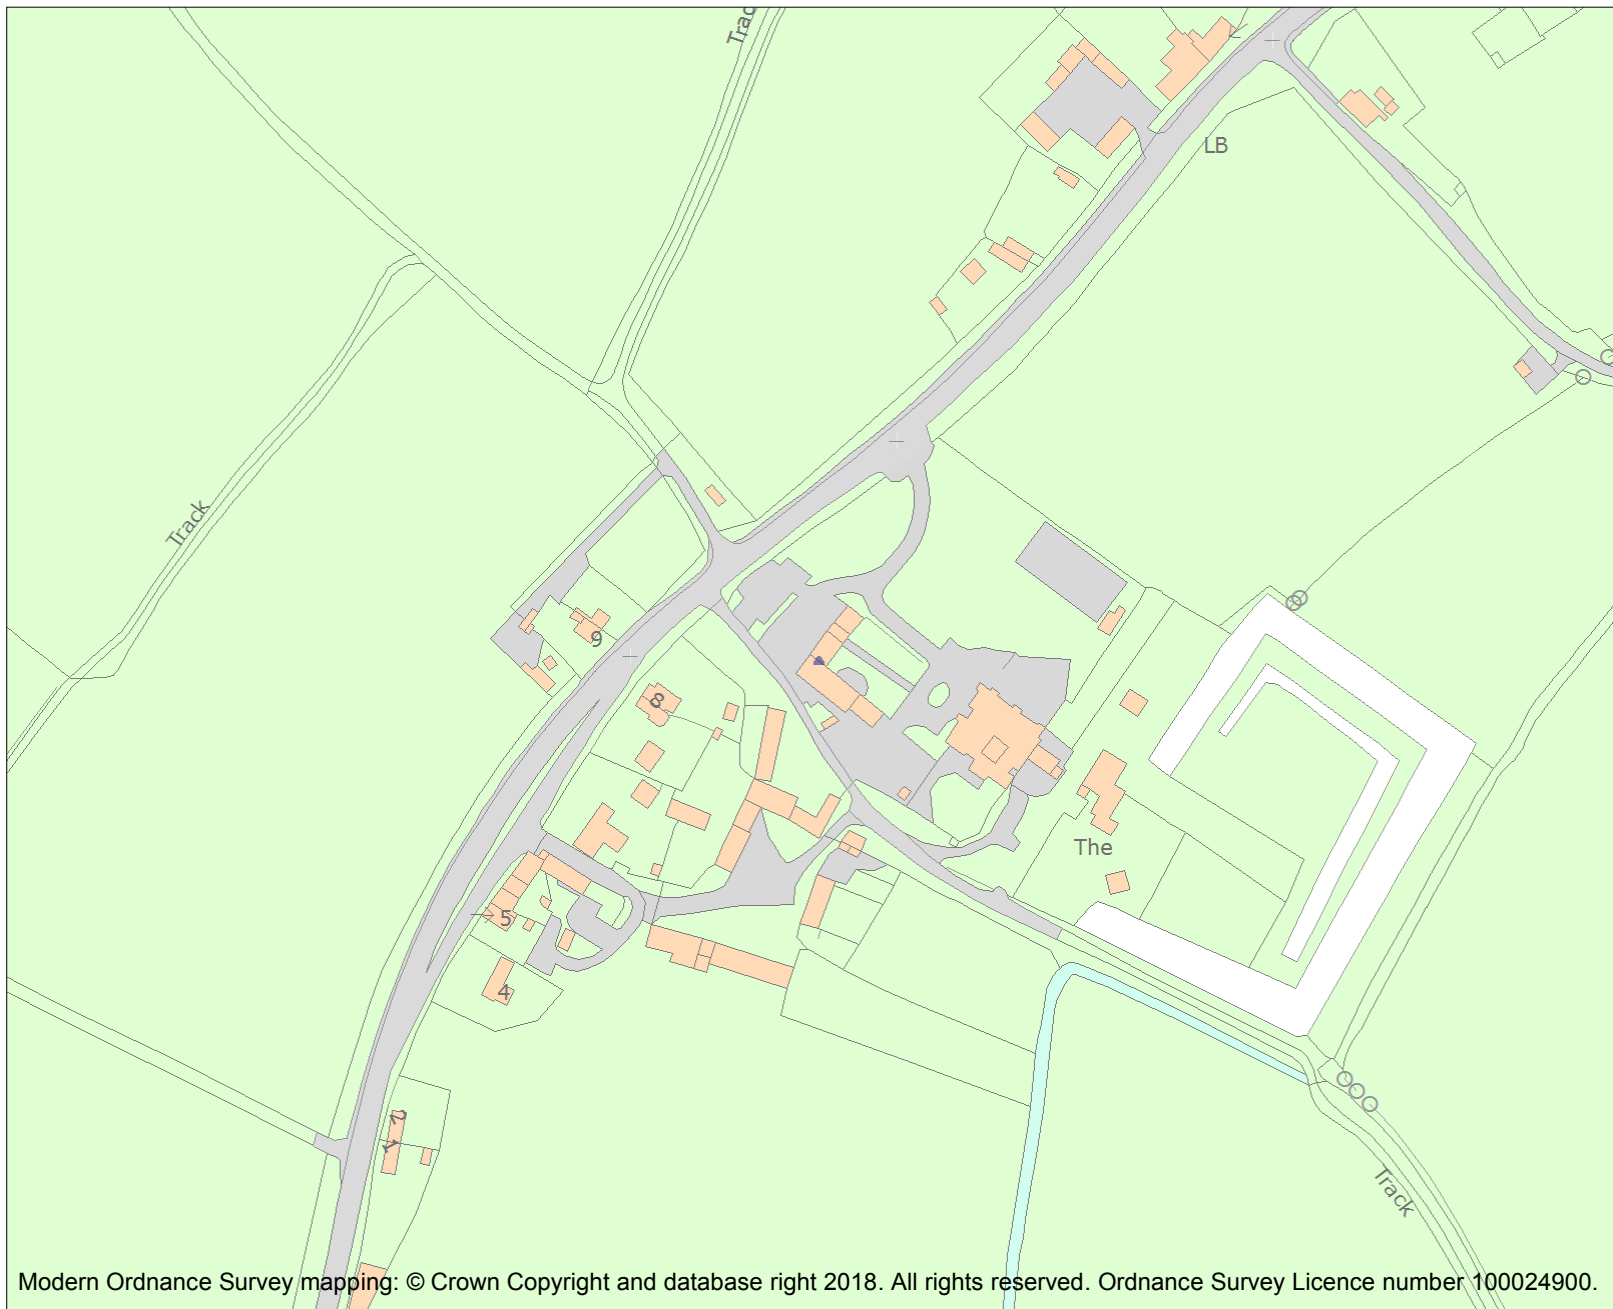 Trac
LB
Track
9
8
The
5
4
2
1
Track
Modern Ordnance Survey mapping: © Crown Copyright and database right 2018. All rights reserved. Ordnance Survey Licence number 100024900.